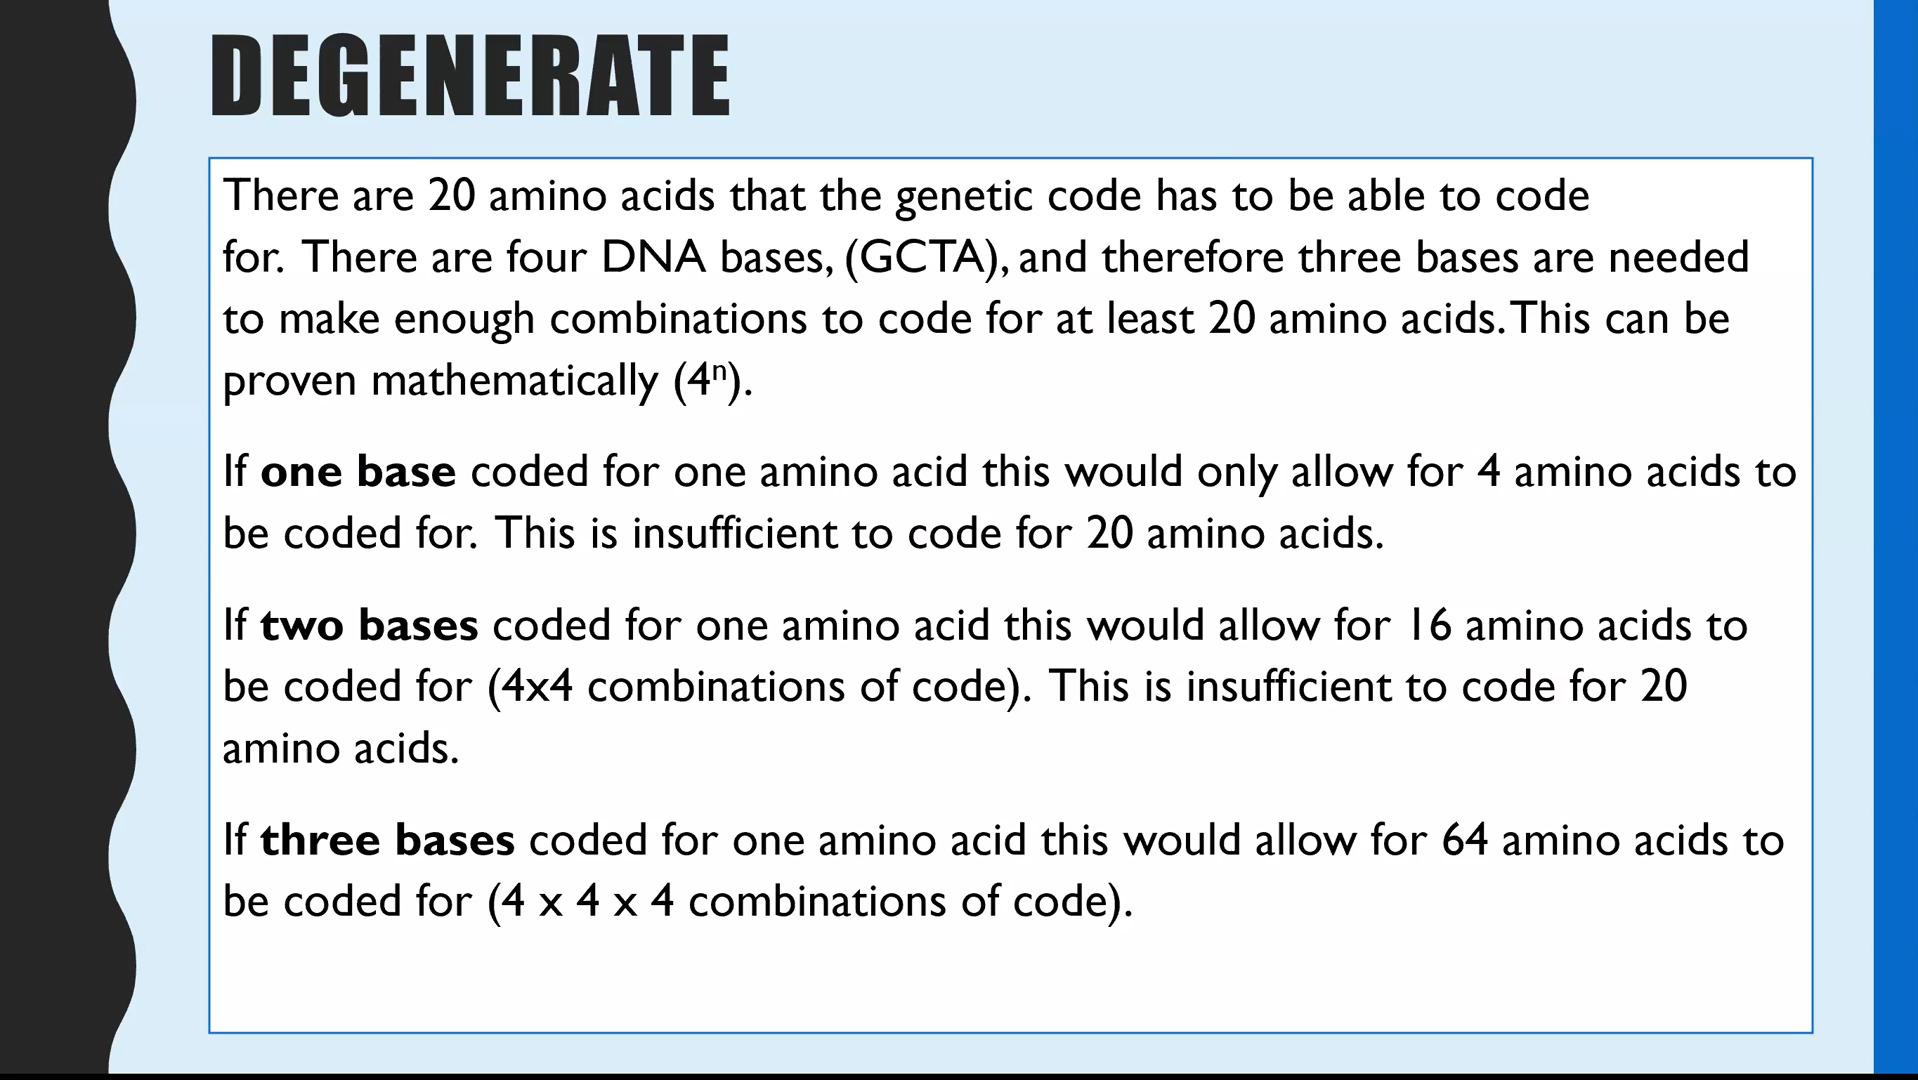 DEGENERATE
There are 20 amino acids that the genetic code has to be able to code
for. There are four DNA bases, (GCTA), and therefore three bases are needed
to make enough combinations to code for at least 20 amino acids. This can be
proven mathematically (4ⁿ).
If one base coded for one amino acid this would only allow for 4 amino acids to
be coded for. This is insufficient to code for 20 amino acids.
If two bases coded for one amino acid this would allow for 16 amino acids to
be coded for (4x4 combinations of code). This is insufficient to code for 20
amino acids.
If three bases coded for one amino acid this would allow for 64 amino acids to
be coded for (4 x 4 x 4 combinations of code).